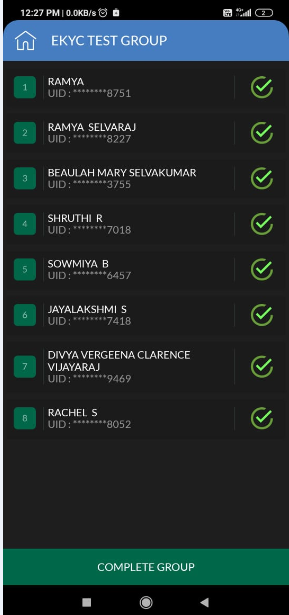 12:27 PM | 0.0KB/s
4G 2
EKYC TEST GROUP
1
RAMYA
UID : ********8751
2
RAMYA SELVARAJ
UID : ********8227
3
BEAULAH MARY SELVAKUMAR
UID : ********3755
4
SHRUTHI R
UID : ********7018
5
SOWMIYA B
UID : ********6457
6
JAYALAKSHMI S
UID : ********7418
7
DIVYA VERGEENA CLARENCE
VIJAYARAJ
UID : ********9469
8
RACHEL S
UID : ********8052
COMPLETE GROUP